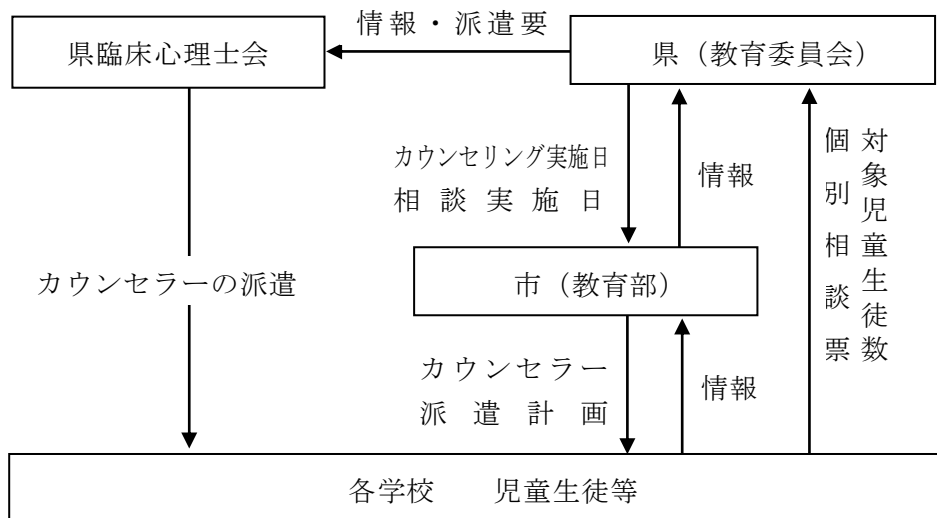 情報・派遣要
県臨床心理士会
県（教育委員会）
カウンセリング実施日
相談実施日
情報
対象児童生徒数
個別相談票
市（教育部）
カウンセラーの派遣
カウンセラー
派遣計画
情報
各学校　　児童生徒等